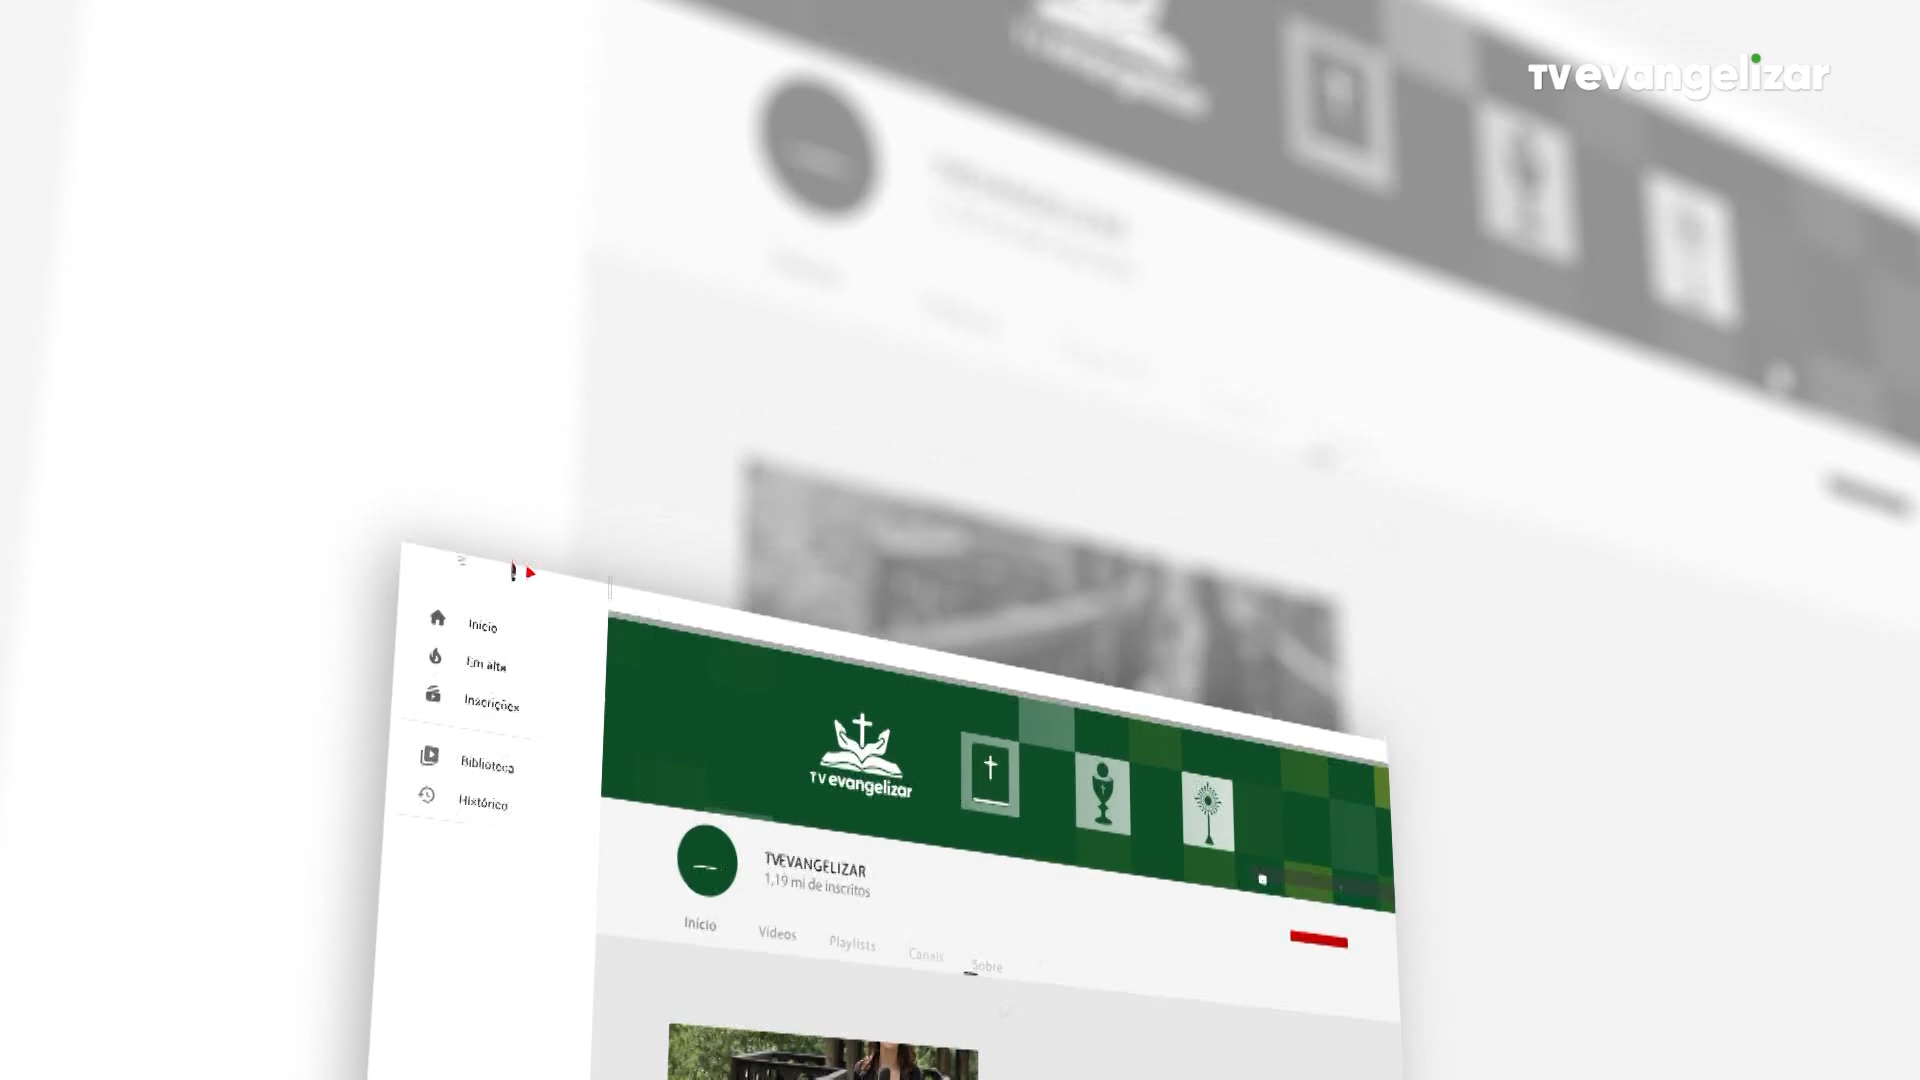 TVevangelizar
Início
Em alta
Inscrições
Biblioteca
Histórico
TV evangelizar
TVEVANGELIZAR
1,19 mi de inscritos
Início
Vídeos
Playlists
Canais
Sobre